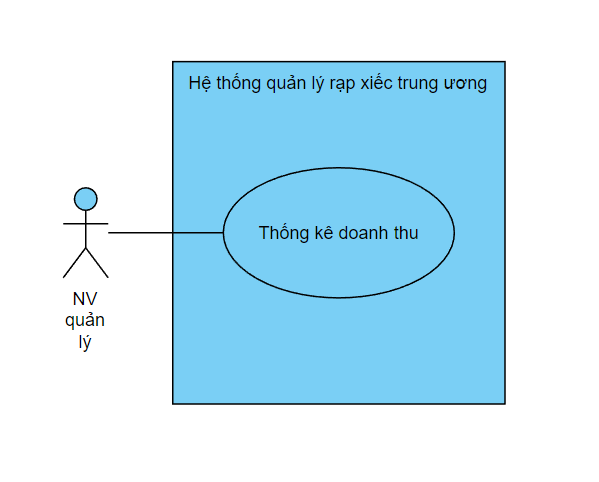 Hệ thống quản lý rạp xiếc trung ương
Thống kê doanh thu
NV
quản
lý